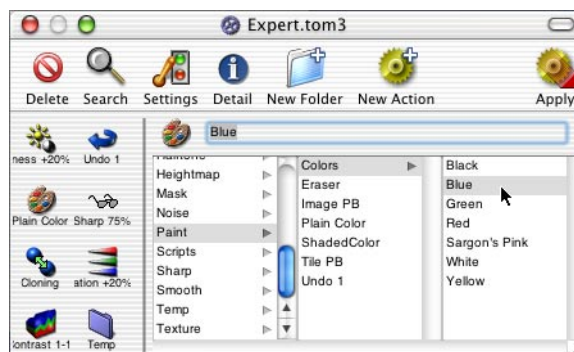 Expert.tom3
Delete Search Settings Detail New Folder New Action Apply
Blue
ness +20% Undo 1
Plain Color Sharp 75%
Cloning ation +20%
ontrast 1-1 Temp
Heightmap
Mask
Noise
Paint
Scripts
Sharp
Smooth
Temp
Texture
Colors
Eraser
Image PB
Plain Color
ShadedColor
Tile PB
Undo 1
Black
Blue
Green
Red
Sargon's Pink
White
Yellow